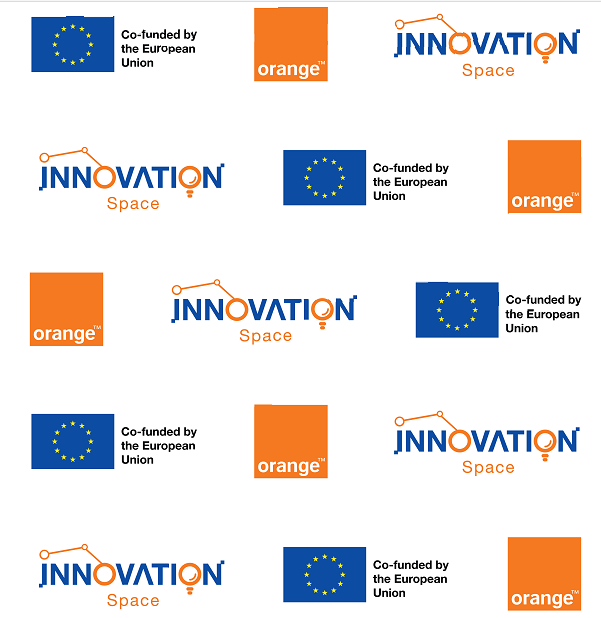 Co-funded by
the European
Union
orange™
INNOVATION
Space
INNOVATION
Space
Co-funded by
the European
Union
orange™
orange™
INNOVATION
Space
Co-funded by
the European
Union
Co-funded by
the European
Union
orange™
INNOVATION
Space
INNOVATION
Space
Co-funded by
the European
Union
orange™